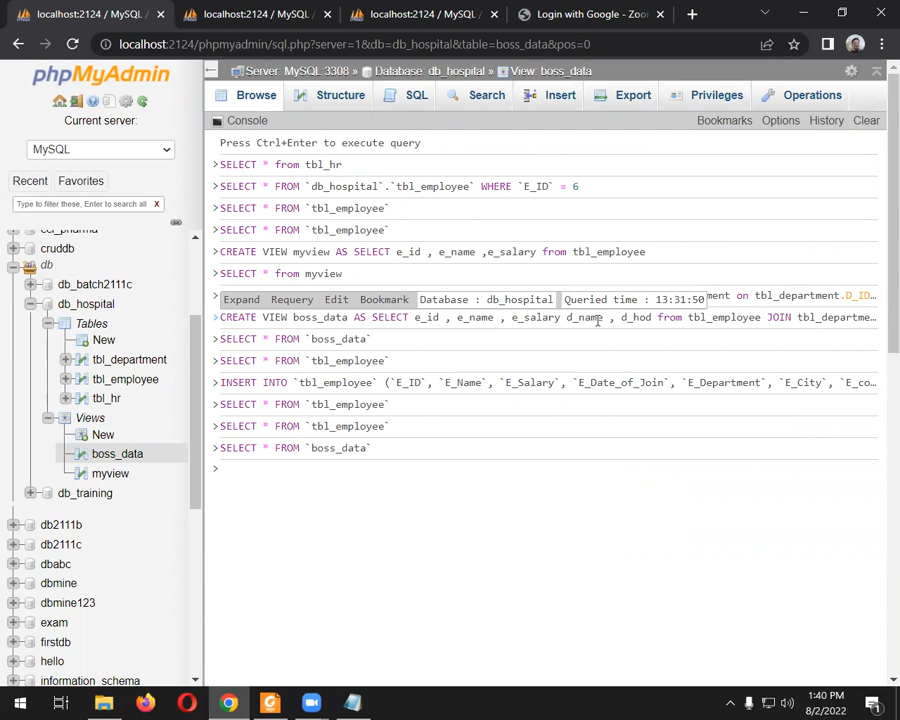 localhost:2124 / MySQL
localhost:2124 / MySQL
localhost:2124 / MySQL
Login with Google - Zoom
localhost:2124/phpmyadmin/sql.php?server=1&db=db_hospital&table=boss_data&pos=0
phpMyAdmin
Current server:
MySQL
Recent Favorites
Type to filter these, Enter to search all X
cruddb
db
db_batch2111c
db_hospital
Tables
New
tbl_department
tbl_employee
tbl_hr
Views
New
boss_data
myview
db_training
db2111b
db2111c
dbabc
dbmine
dbmine123
exam
firstdb
hello
information_schema
Server: MySQL:3308 » Database: db_hospital » View: boss_data
Browse Structure SQL Search Insert Export Privileges Operations
Console Bookmarks Options History Clear
Press Ctrl+Enter to execute query
>SELECT * from tbl_hr
>SELECT * FROM `db_hospital`.`tbl_employee` WHERE `E_ID` = 6
>SELECT * FROM `tbl_employee`
>SELECT * FROM `tbl_employee`
>CREATE VIEW myview AS SELECT e_id , e_name ,e_salary from tbl_employee
>SELECT * from myview
> ment on tbl_department.D_ID…
Expand Requery Edit Bookmark Database : db_hospital Queried time : 13:31:50
>CREATE VIEW boss_data AS SELECT e_id , e_name , e_salary d_name , d_hod from tbl_employee JOIN tbl_departme…
>SELECT * FROM `boss_data`
>SELECT * FROM `tbl_employee`
>INSERT INTO `tbl_employee` (`E_ID`, `E_Name`, `E_Salary`, `E_Date_of_Join`, `E_Department`, `E_City`, `E_co…
>SELECT * FROM `tbl_employee`
>SELECT * FROM `tbl_employee`
>SELECT * FROM `boss_data`
>
1:40 PM
8/2/2022
1